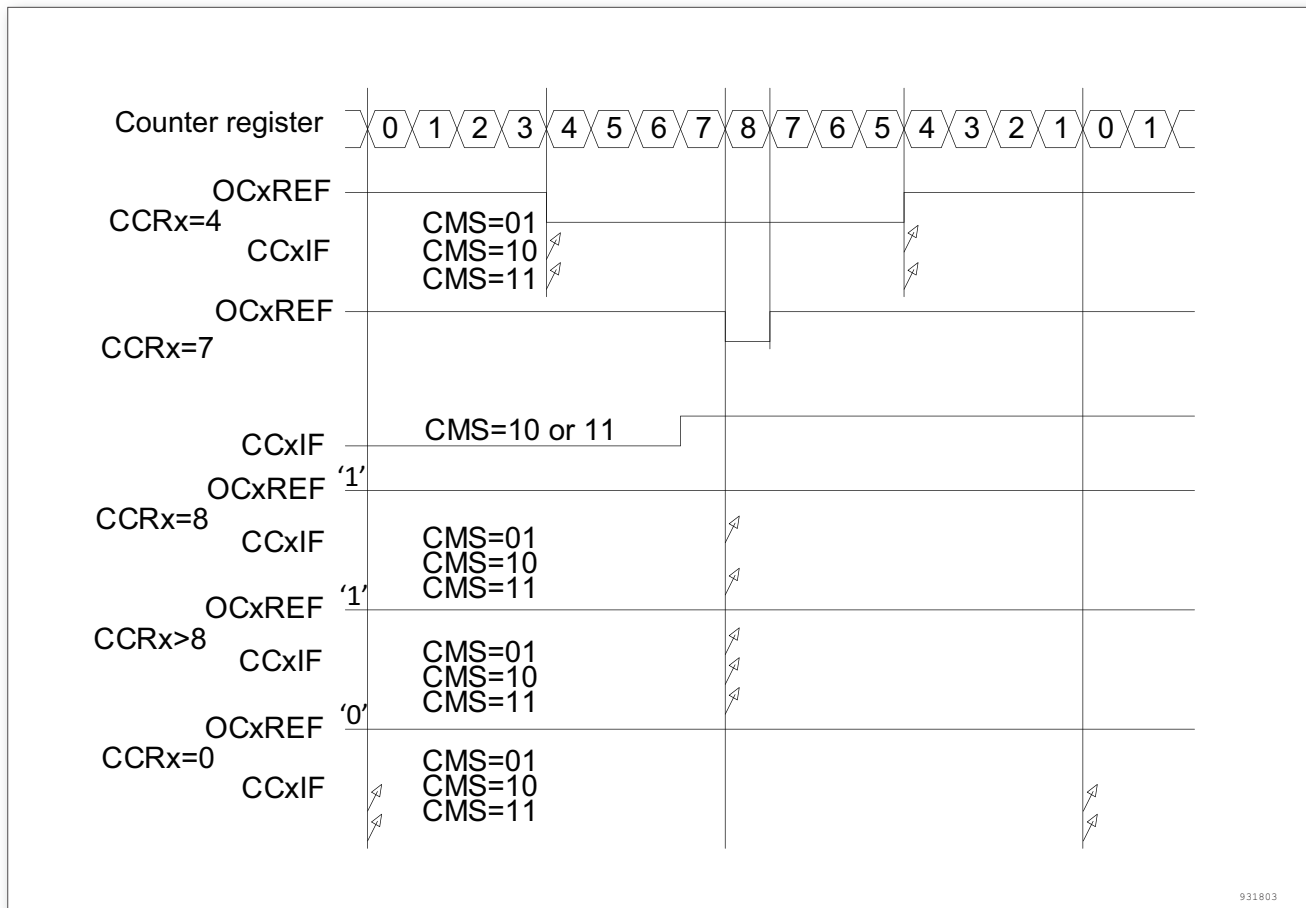 Counter register 0 1 2 3 4 5 6 7 8 7 6 5 4 3 2 1 0 1
OCxREF
CCRx=4
CMS=01
CCxIF
CMS=10
CMS=11
OCxREF
CCRx=7
CMS=10 or 11
CCxIF
OCxREF ‘1’
CCRx=8
CCxIF
CMS=01
CMS=10
CMS=11
OCxREF ‘1’
CCRx>8
CCxIF
CMS=01
CMS=10
CMS=11
OCxREF ‘0’
CCRx=0
CCxIF
CMS=01
CMS=10
CMS=11
931803